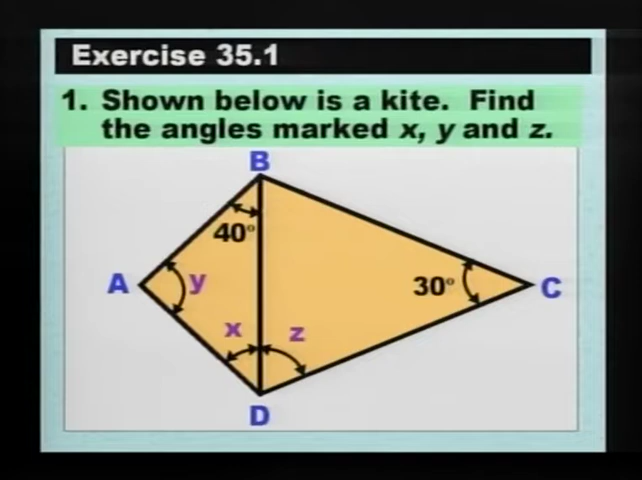 Exercise 35.1
1. Shown below is a kite. Find
the angles marked x, y and z.
B
40°
A
y
30°
C
x
z
D